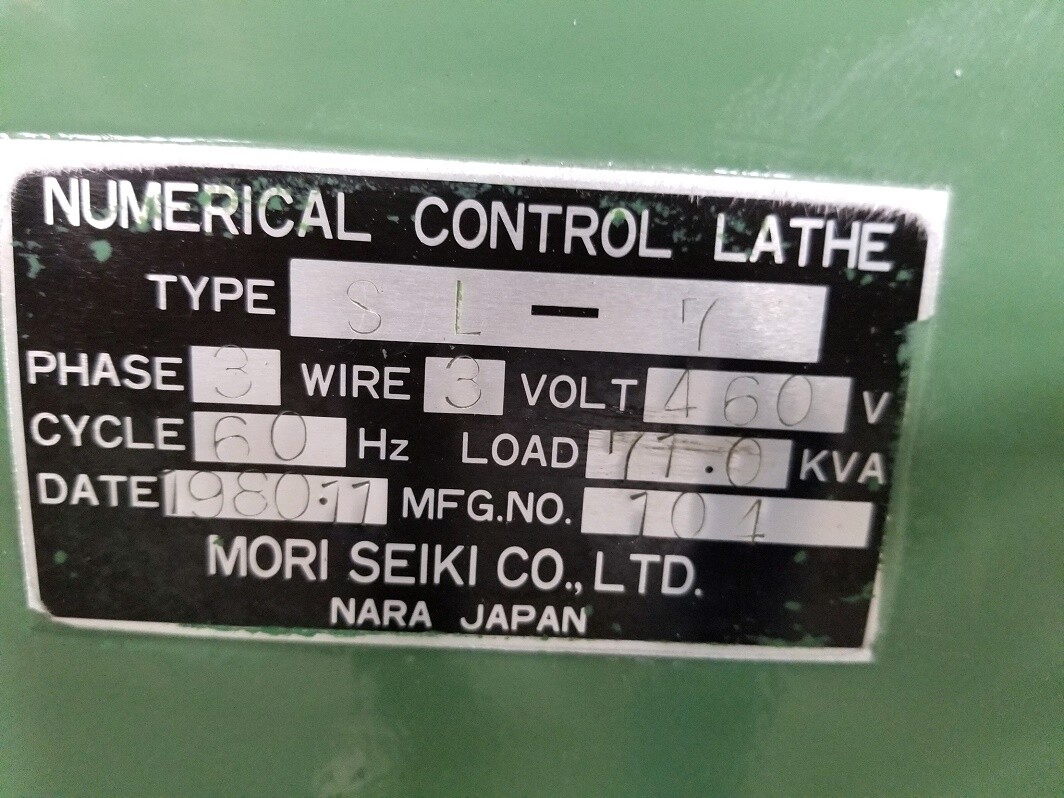 NUMERICAL CONTROL LATHE
TYPE SL-7
PHASE 3 WIRE 3 VOLT 460 V
CYCLE 60 Hz LOAD 71.0 KVA
DATE 1980.11 MFG.NO. 101
MORI SEIKI CO., LTD.
NARA JAPAN